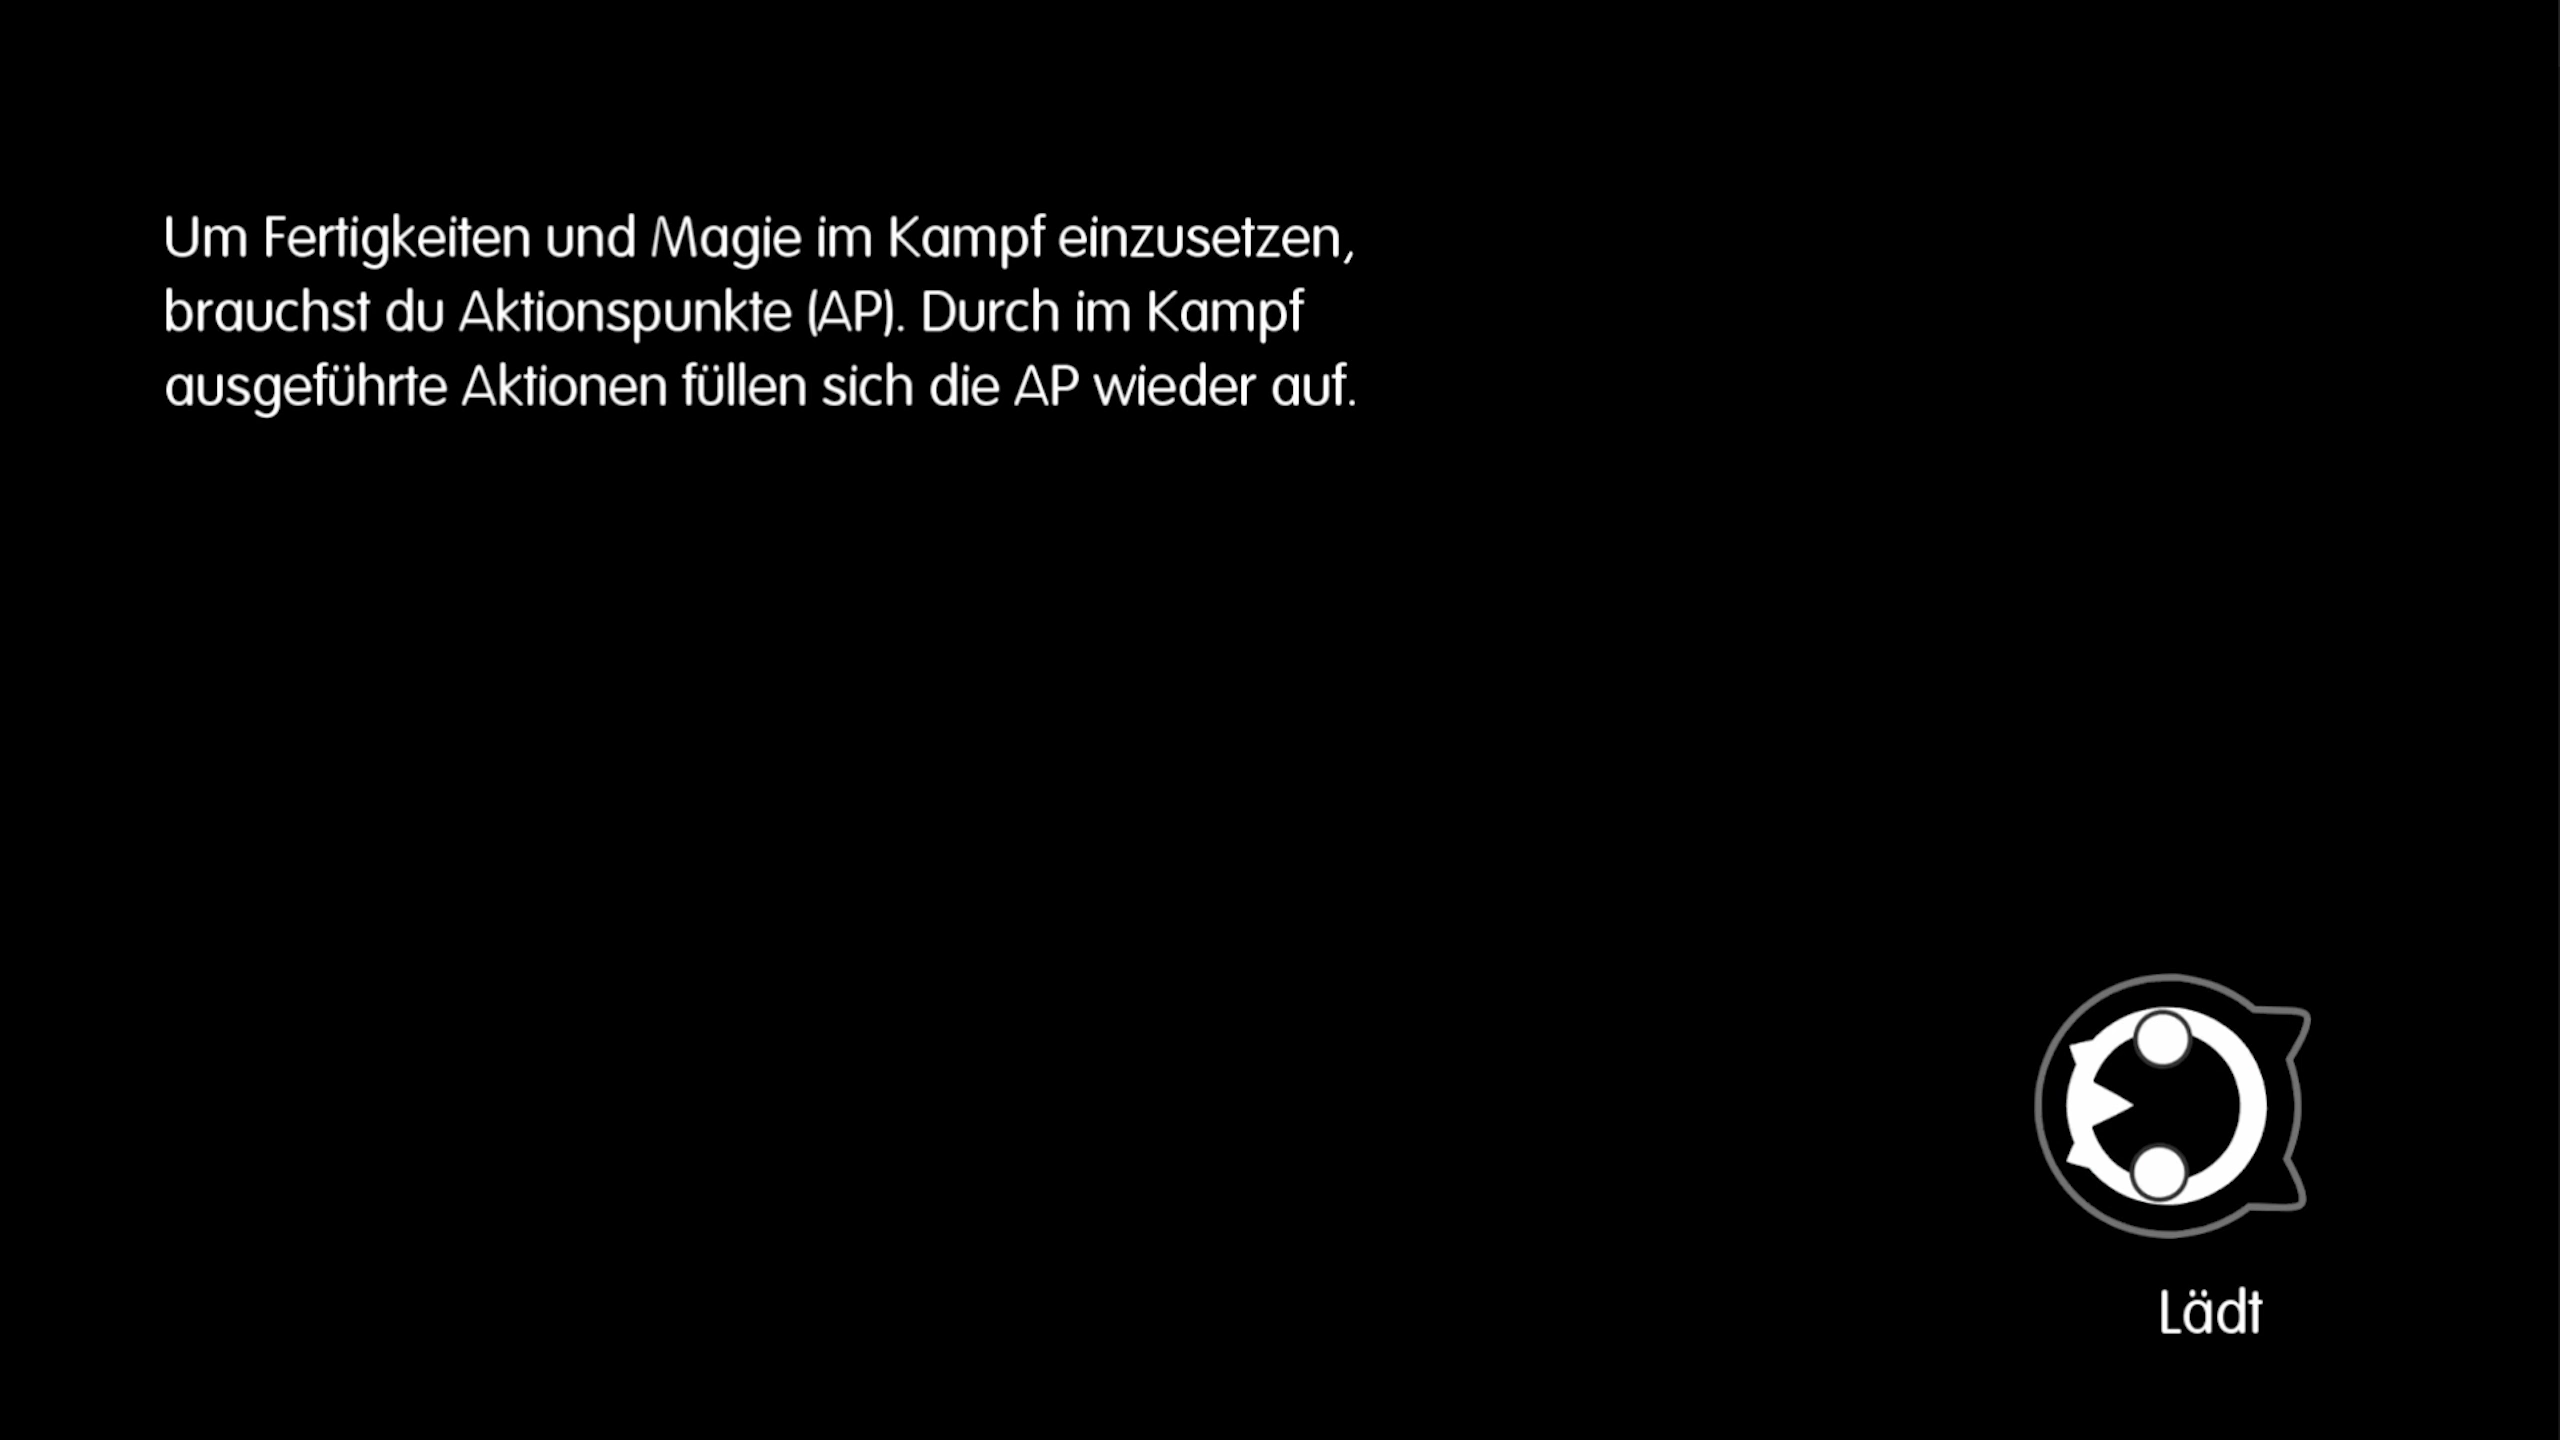 Um Fertigkeiten und Magie im Kampf einzusetzen,
brauchst du Aktionspunkte (AP). Durch im Kampf
ausgeführte Aktionen füllen sich die AP wieder auf.
Lädt